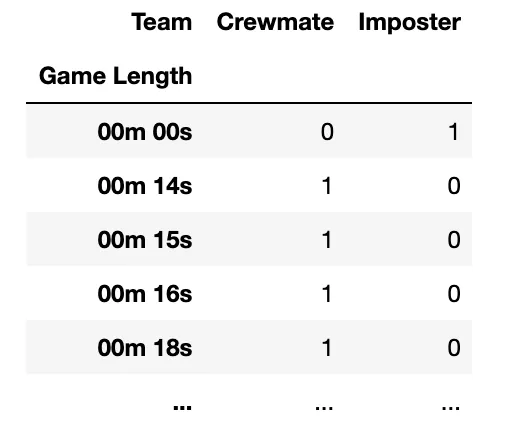 Team Crewmate Imposter
Game Length
00m 00s 0 1
00m 14s 1 0
00m 15s 1 0
00m 16s 1 0
00m 18s 1 0
... ... ...